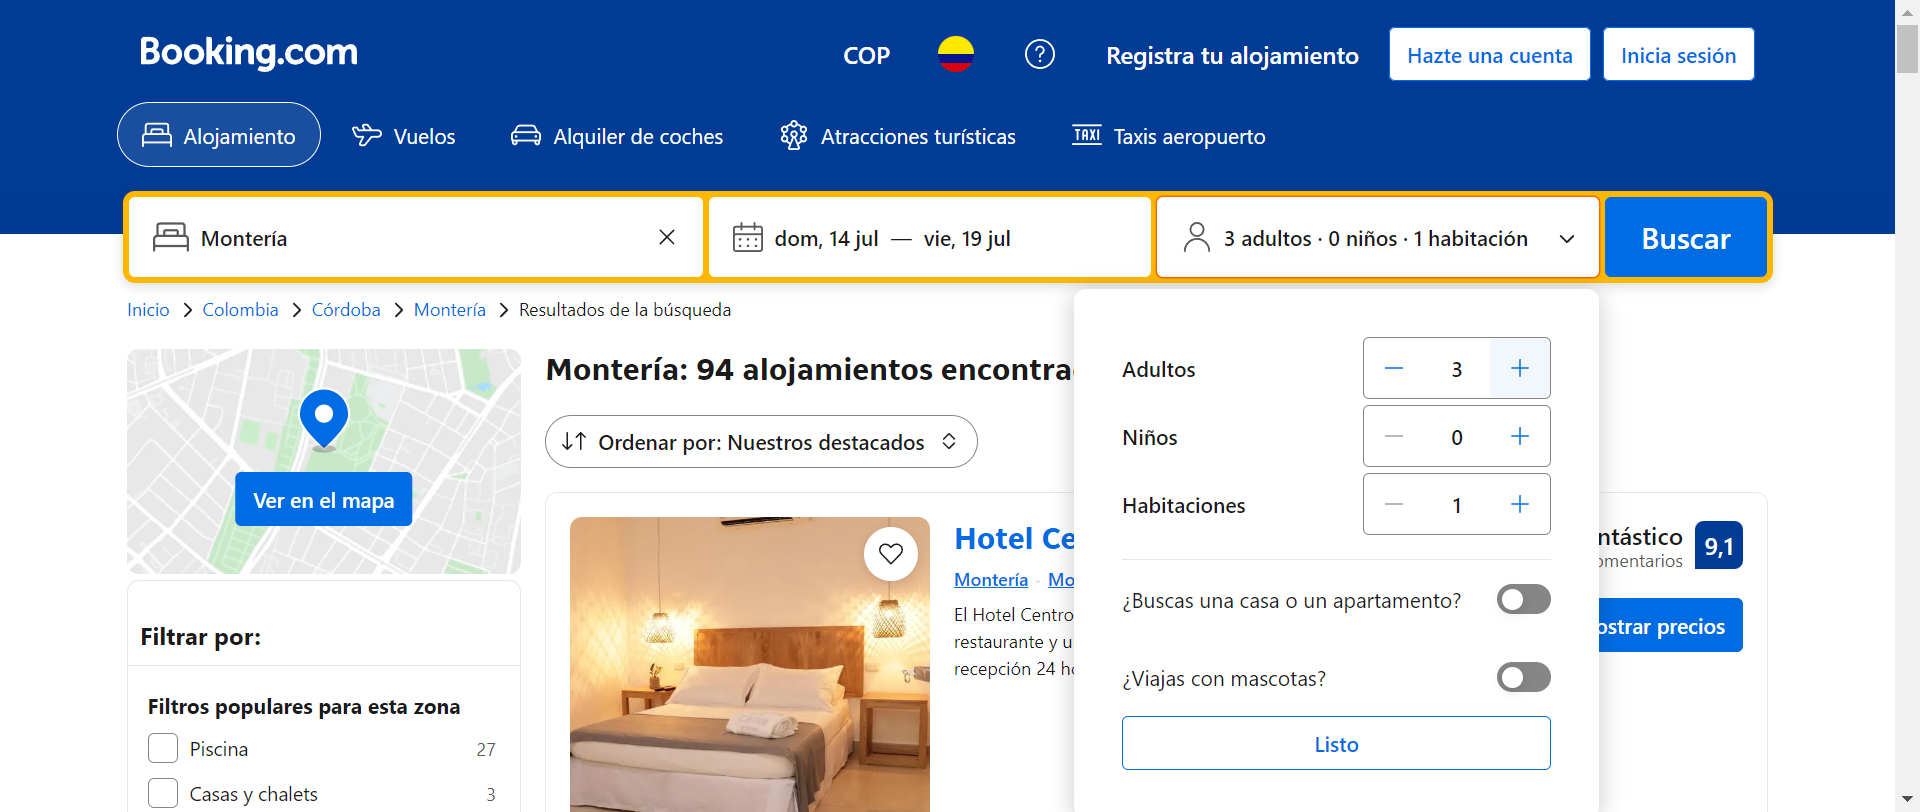 Booking.com
COP
Registra tu alojamiento
Hazte una cuenta
Inicia sesión
Alojamiento
Vuelos
Alquiler de coches
Atracciones turísticas
TAXI
Taxis aeropuerto
Montería
dom, 14 jul — vie, 19 jul
3 adultos · 0 niños · 1 habitación
Buscar
Inicio
Colombia
Córdoba
Montería
Resultados de la búsqueda
Ver en el mapa
Montería: 94 alojamientos encontra
Ordenar por: Nuestros destacados
Adultos
3
Niños
0
Habitaciones
1
¿Buscas una casa o un apartamento?
¿Viajas con mascotas?
Listo
Hotel Ce
Montería
Mo
El Hotel Centro
restaurante y u
recepción 24 ho
ntástico
omentarios
9,1
ostrar precios
Filtrar por:
Filtros populares para esta zona
Piscina
27
Casas y chalets
3